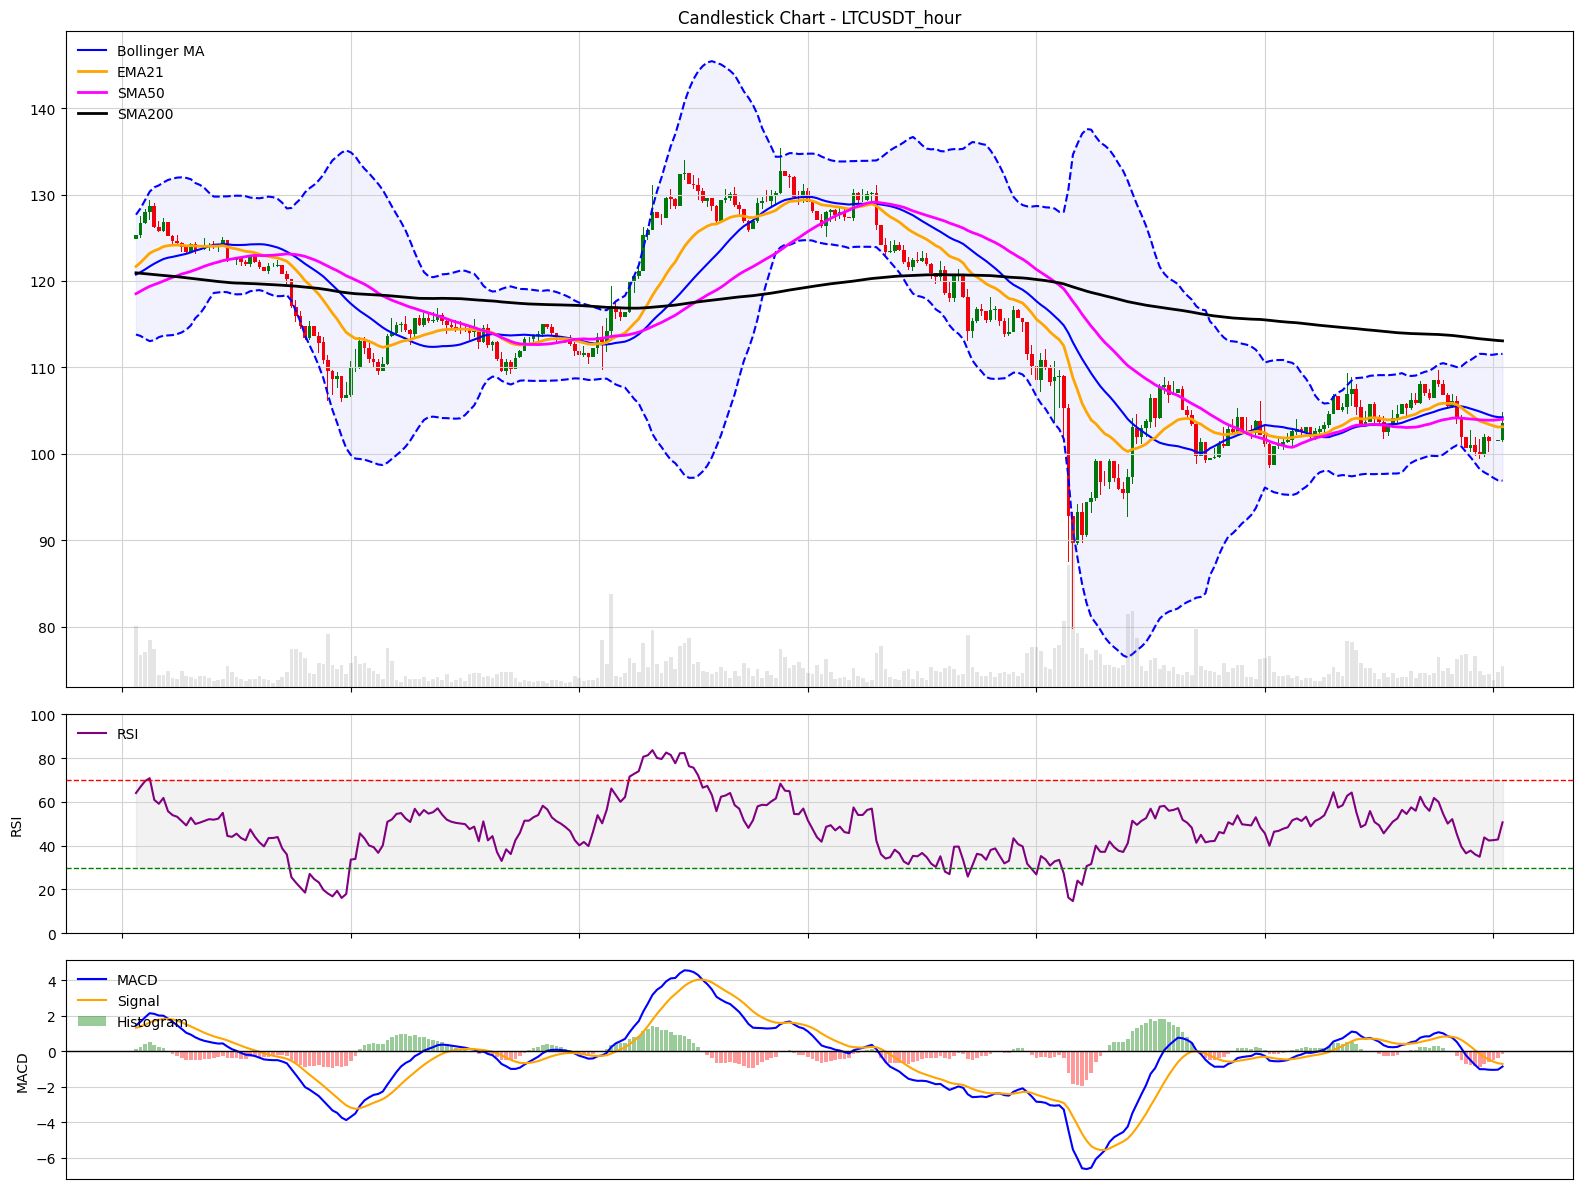 Candlestick Chart - LTCUSDT_hour
Bollinger MA
EMA21
SMA50
SMA200
140
130
120
110
100
90
80
RSI
100
80
60
40
20
0
RSI
MACD
Signal
Histogram
4
2
0
−2
−4
−6
MACD